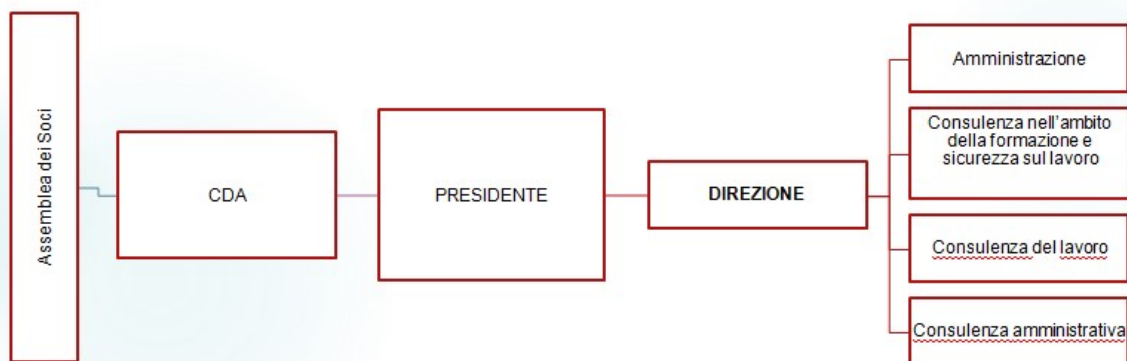 Assemblea dei Soci
CDA
PRESIDENTE
DIREZIONE
Amministrazione
Consulenza nell'ambito
della formazione e
sicurezza sul lavoro
Consulenza del lavoro
Consulenza amministrativa